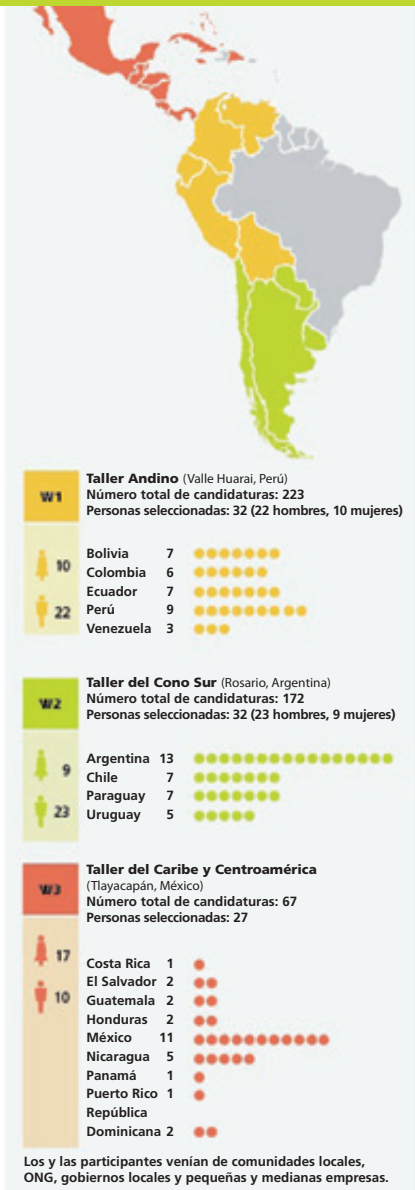 W1
Taller Andino (Valle Huarai, Perú)
Número total de candidaturas: 223
Personas seleccionadas: 32 (22 hombres, 10 mujeres)
10
22
Bolivia 7
Colombia 6
Ecuador 7
Perú 9
Venezuela 3
W2
Taller del Cono Sur (Rosario, Argentina)
Número total de candidaturas: 172
Personas seleccionadas: 32 (23 hombres, 9 mujeres)
9
23
Argentina 13
Chile 7
Paraguay 7
Uruguay 5
W3
Taller del Caribe y Centroamérica
(Tlayacapán, México)
Número total de candidaturas: 67
Personas seleccionadas: 27
17
10
Costa Rica 1
El Salvador 2
Guatemala 2
Honduras 2
México 11
Nicaragua 5
Panamá 1
Puerto Rico 1
República
Dominicana 2
Los y las participantes venían de comunidades locales,
ONG, gobiernos locales y pequeñas y medianas empresas.